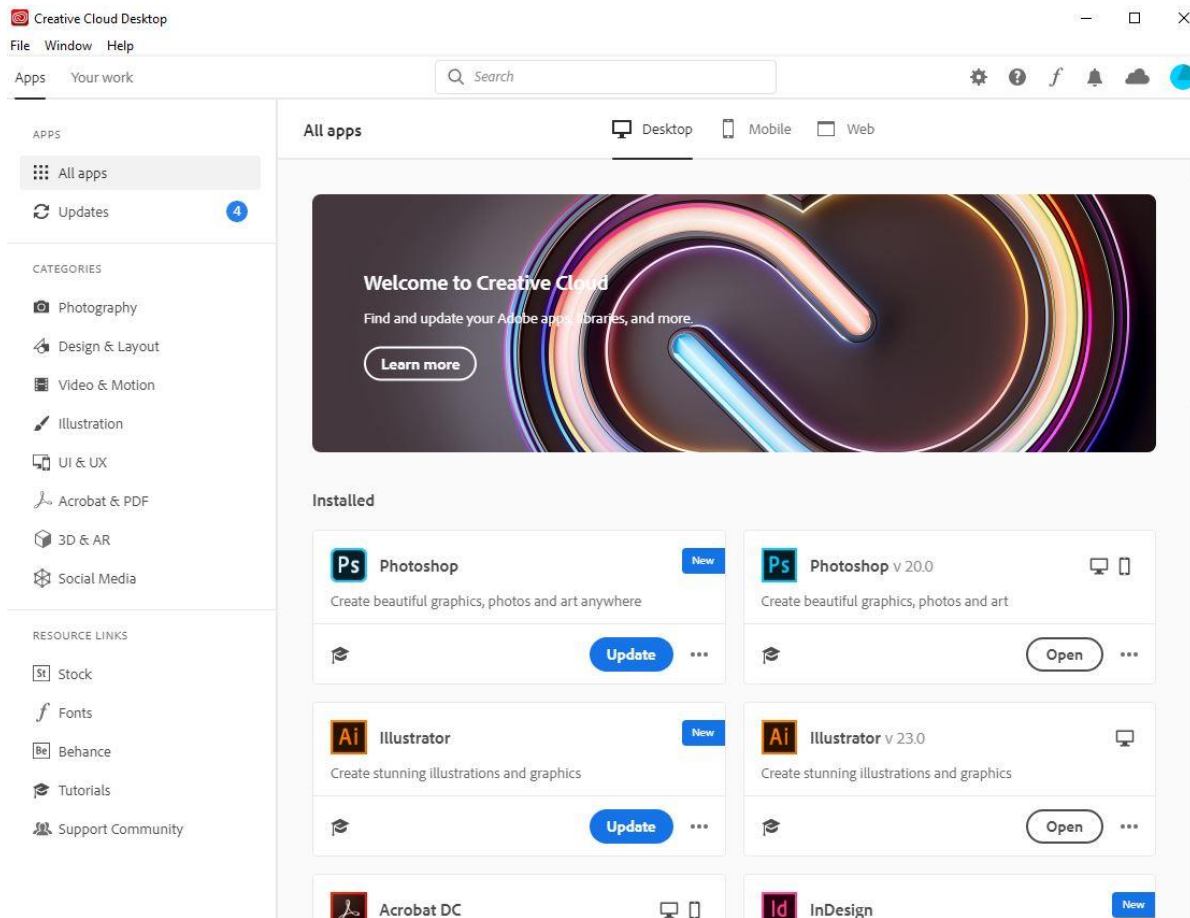 Creative Cloud Desktop
File Window Help
Apps Your work Search
APPS
All apps
Updates 4
CATEGORIES
Photography
Design & Layout
Video & Motion
Illustration
UI & UX
Acrobat & PDF
3D & AR
Social Media
RESOURCE LINKS
St Stock
Fonts
Be Behance
Tutorials
Support Community
All apps Desktop Mobile Web
Welcome to Creative Cloud
Find and update your Adobe apps, libraries, and more.
Learn more
Installed
Ps Photoshop New
Create beautiful graphics, photos and art anywhere
Update
Ps Photoshop v 20.0
Create beautiful graphics, photos and art
Open
Ai Illustrator New
Create stunning illustrations and graphics
Update
Ai Illustrator v 23.0
Create stunning illustrations and graphics
Open
Acrobat DC
Id InDesign New